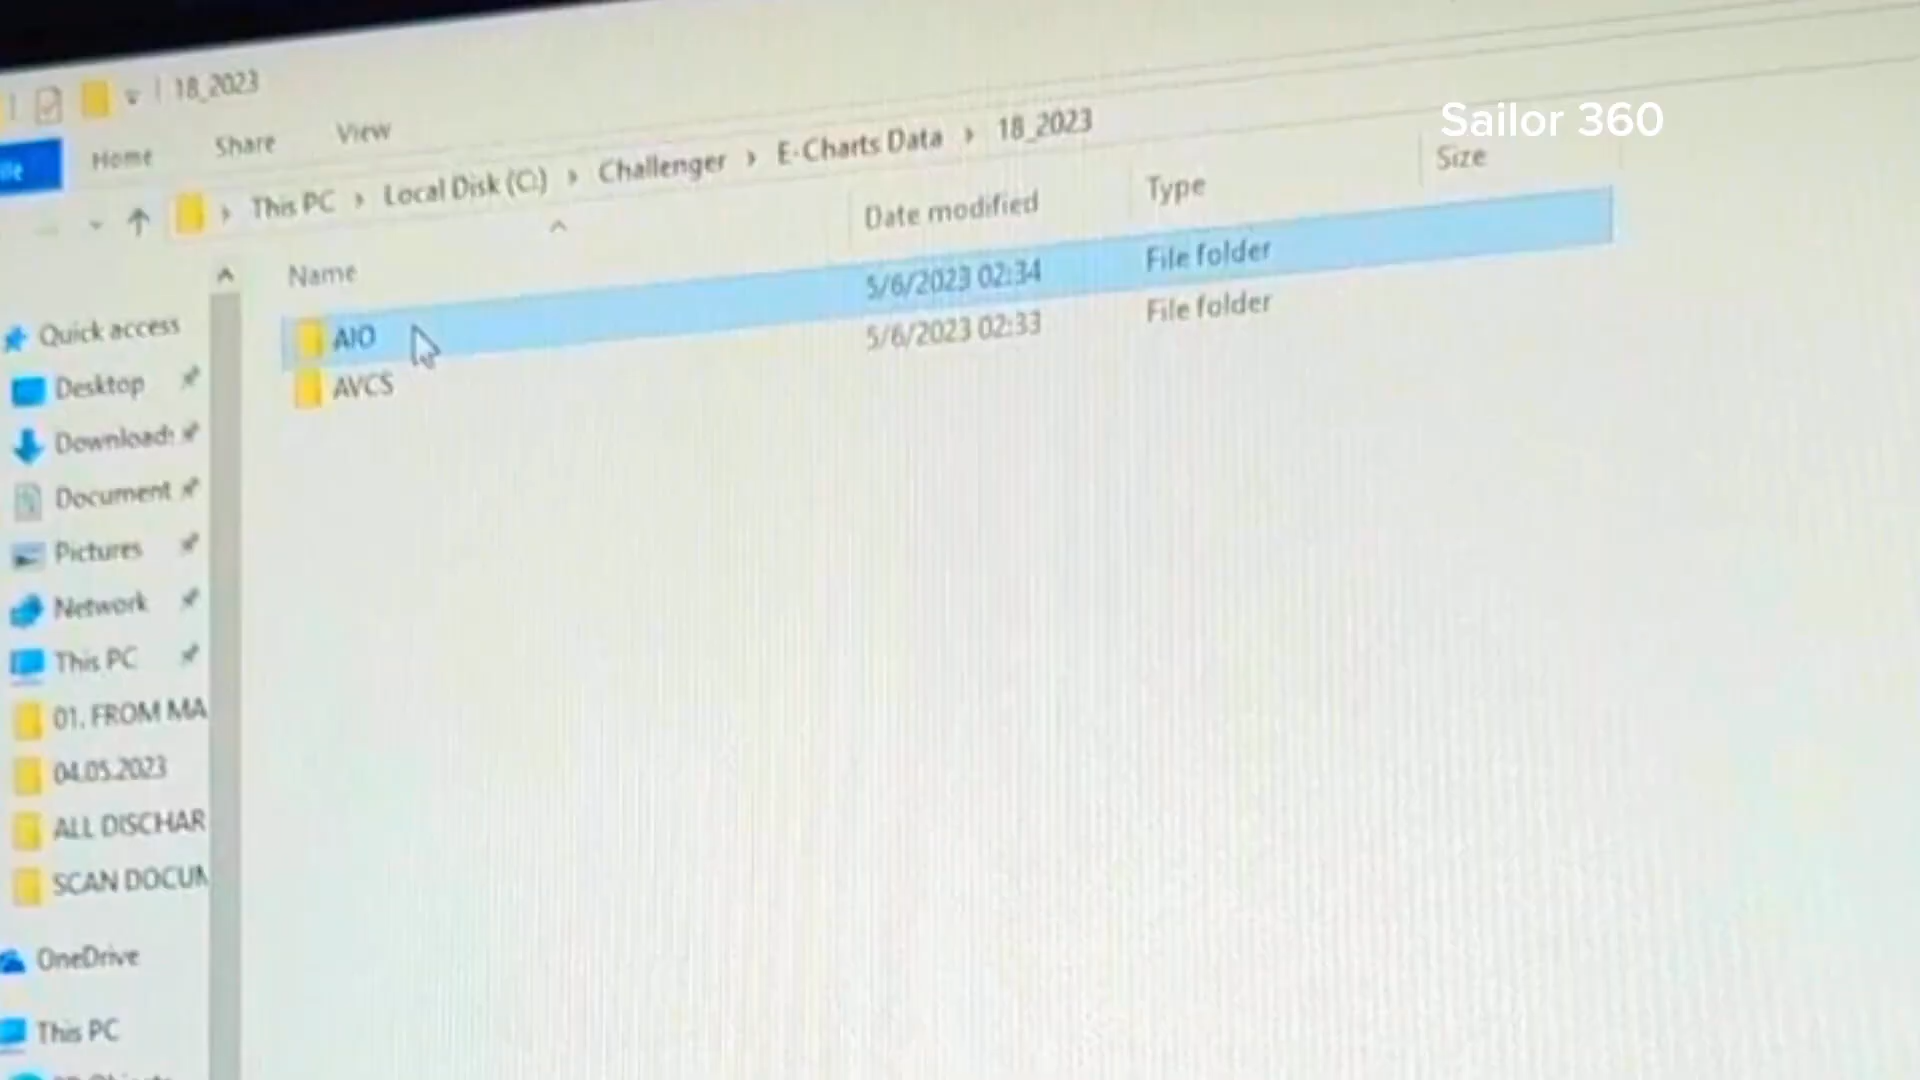 18_2023
Sailor 360
Home Share View
This PC > Local Disk (C:) > Challenger > E-Charts Data > 18_2023
Name Date modified Type Size
AIO 5/6/2023 02:34 File folder
AVCS 5/6/2023 02:33 File folder
Quick access
Desktop
Download
Document
Pictures
Network
This PC
01. FROM MA
04.05.2023
ALL DISCHAR
SCAN DOCUM
OneDrive
This PC